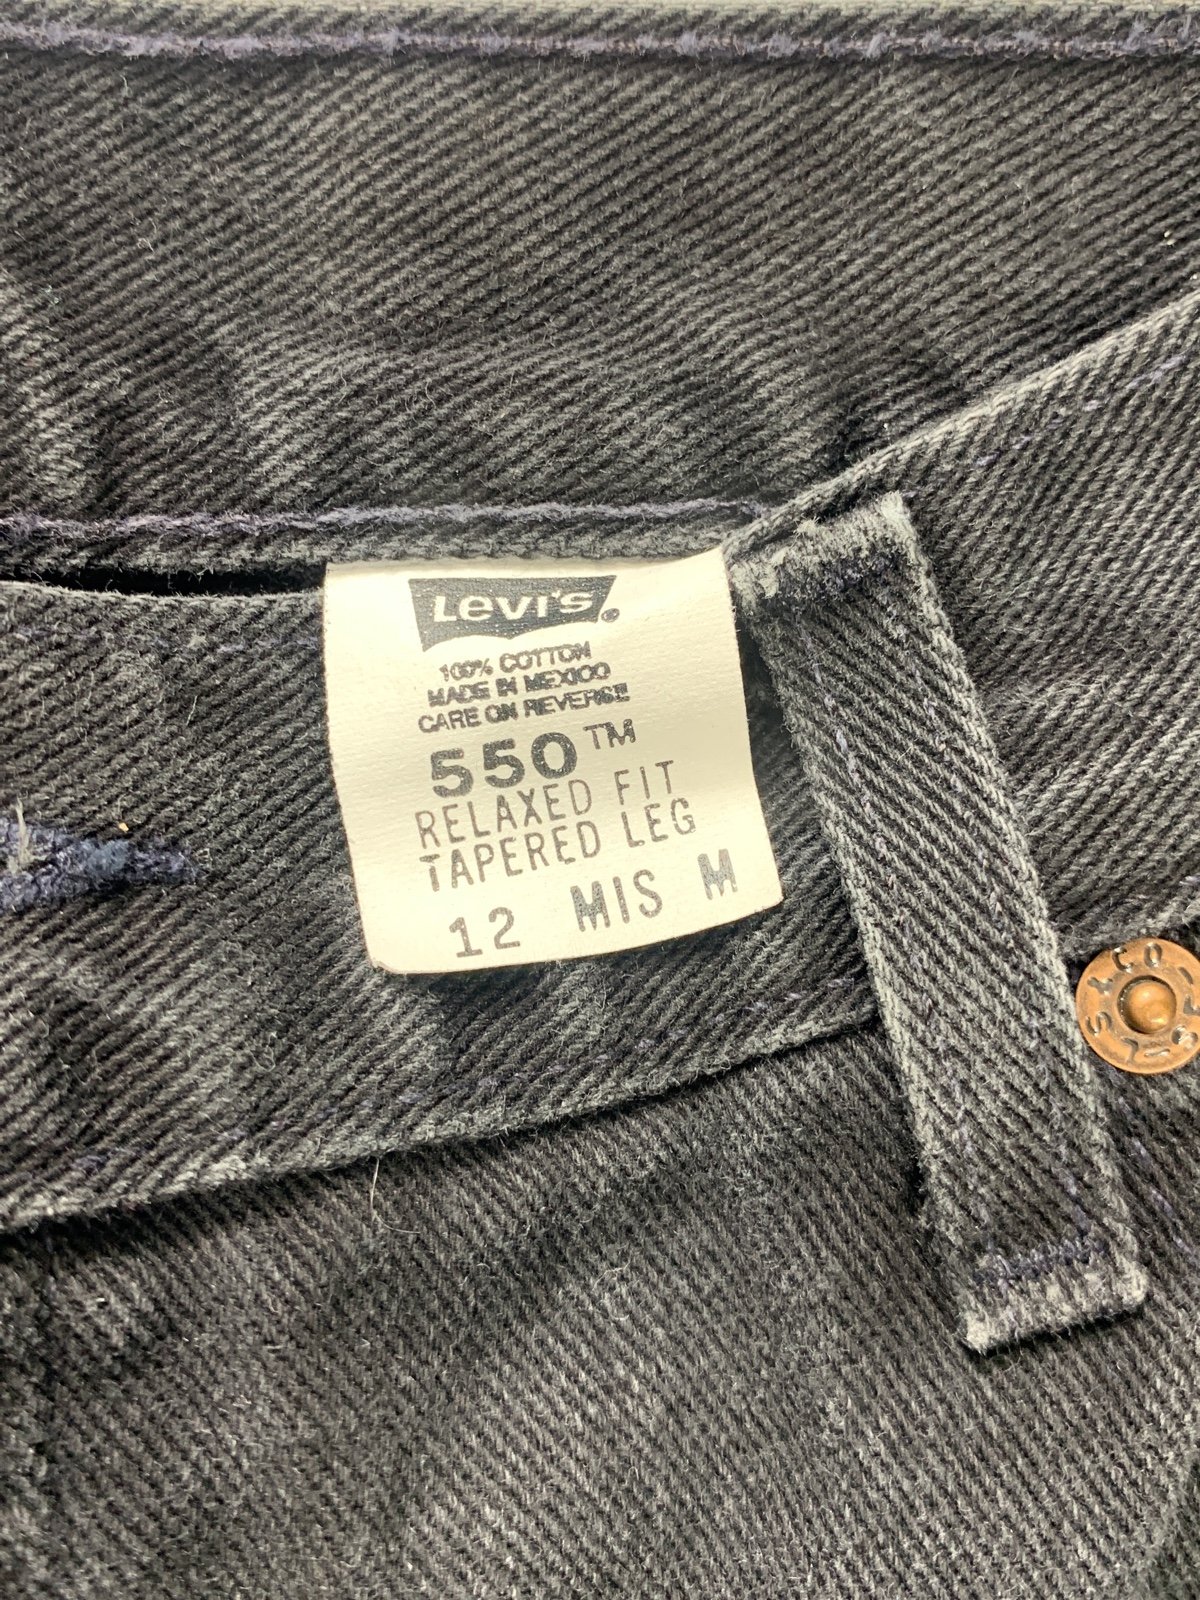 Levi's®
100% COTTON
MADE IN MEXICO
CARE ON REVERSE
550™
RELAXED FIT
TAPERED LEG
12 MIS M